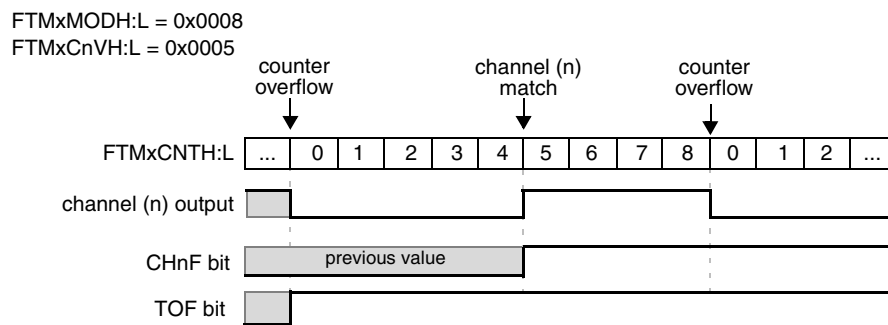 FTMxMODH:L = 0x0008
FTMxCnVH:L = 0x0005
counter
overflow
channel (n)
match
counter
overflow
FTMxCNTH:L ... 0 1 2 3 4 5 6 7 8 0 1 2 ...
channel (n) output
CHnF bit previous value
TOF bit